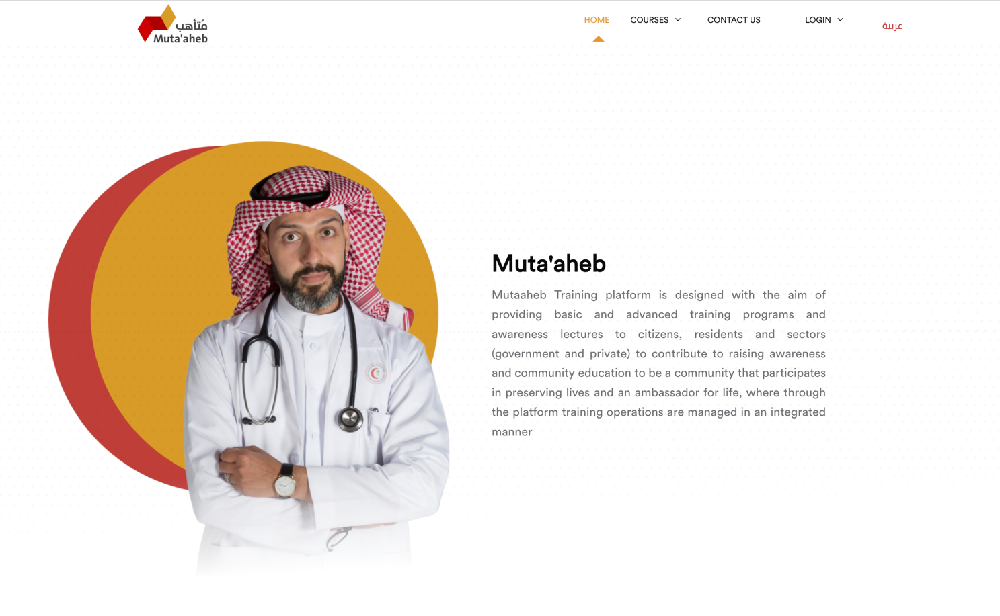 مُتأهب
Muta'aheb
HOME
COURSES
CONTACT US
LOGIN
عربية
Muta'aheb
Mutaaheb Training platform is designed with the aim of
providing basic and advanced training programs and
awareness lectures to citizens, residents and sectors
(government and private) to contribute to raising awareness
and community education to be a community that participates
in preserving lives and an ambassador for life, where through
the platform training operations are managed in an integrated
manner